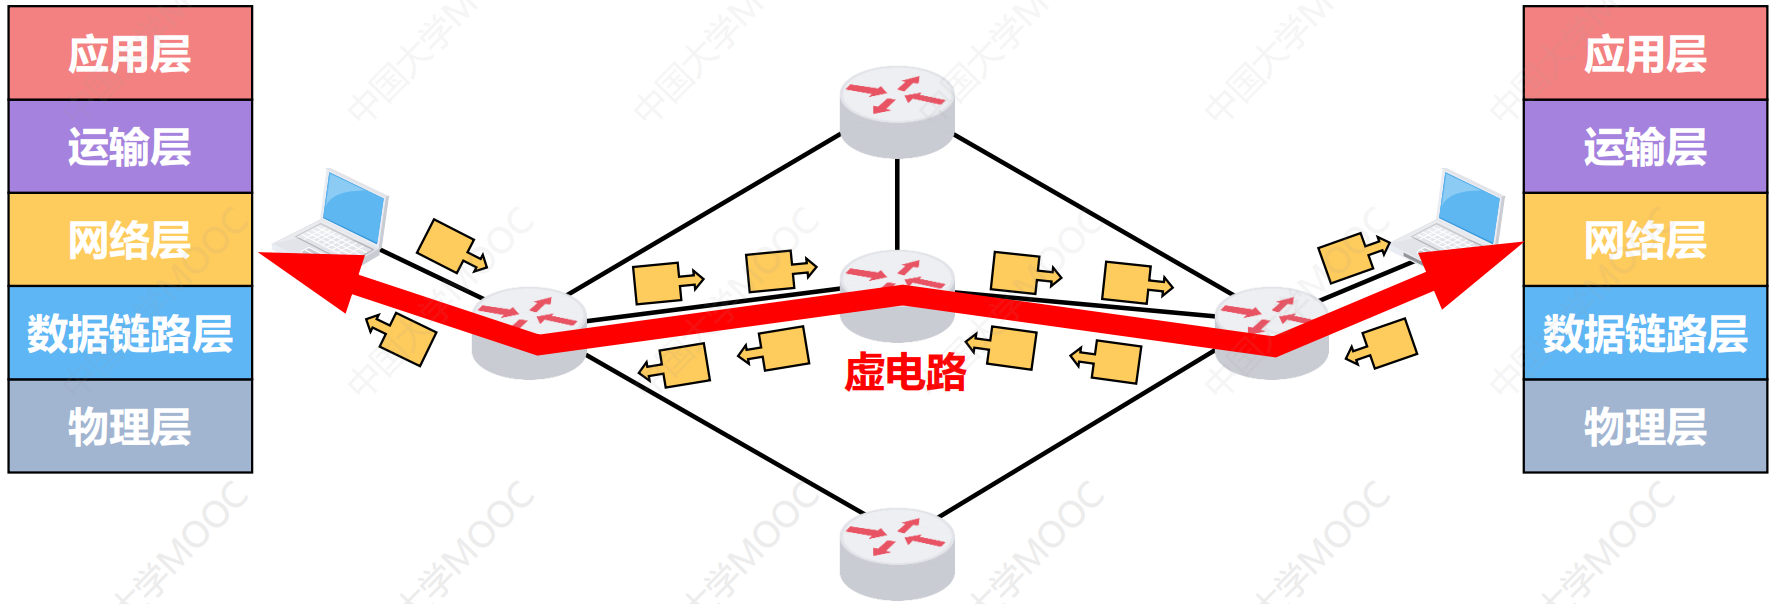 应用层
运输层
网络层
数据链路层
物理层
虚电路
应用层
运输层
网络层
数据链路层
物理层
中国大学MOOC